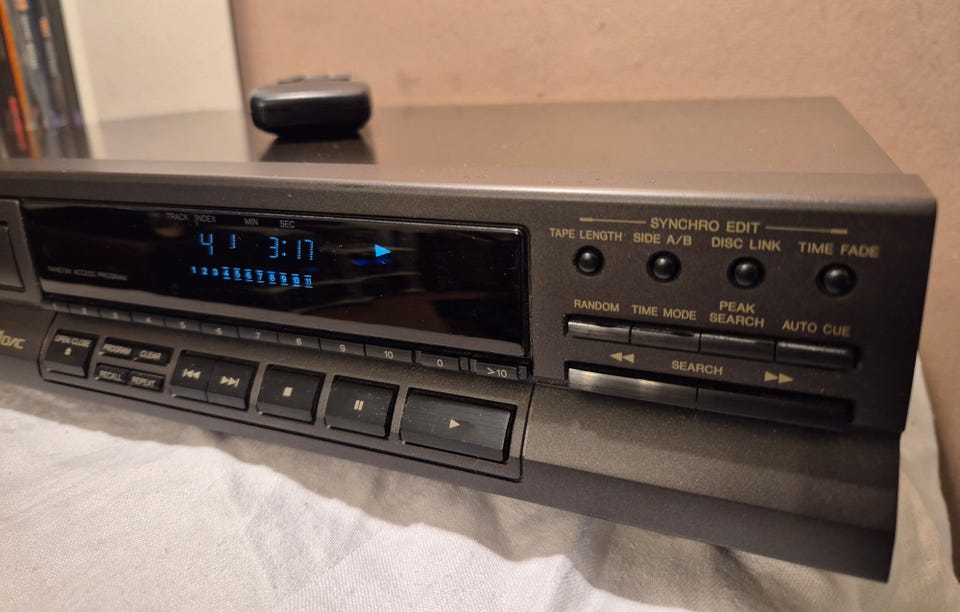 TRACK INDEX MIN SEC
4 1 3:17
1 2 3 4 5 6 7 8 9 10 11
RANDOM ACCESS PROGRAM
SYNCHRO EDIT
TAPE LENGTH SIDE A/B DISC LINK TIME FADE
RANDOM TIME MODE PEAK SEARCH AUTO CUE
SEARCH
3 4 5 6 7 8 9 10 0 >10
OPEN/CLOSE
PROGRAM CLEAR
RECALL REPEAT